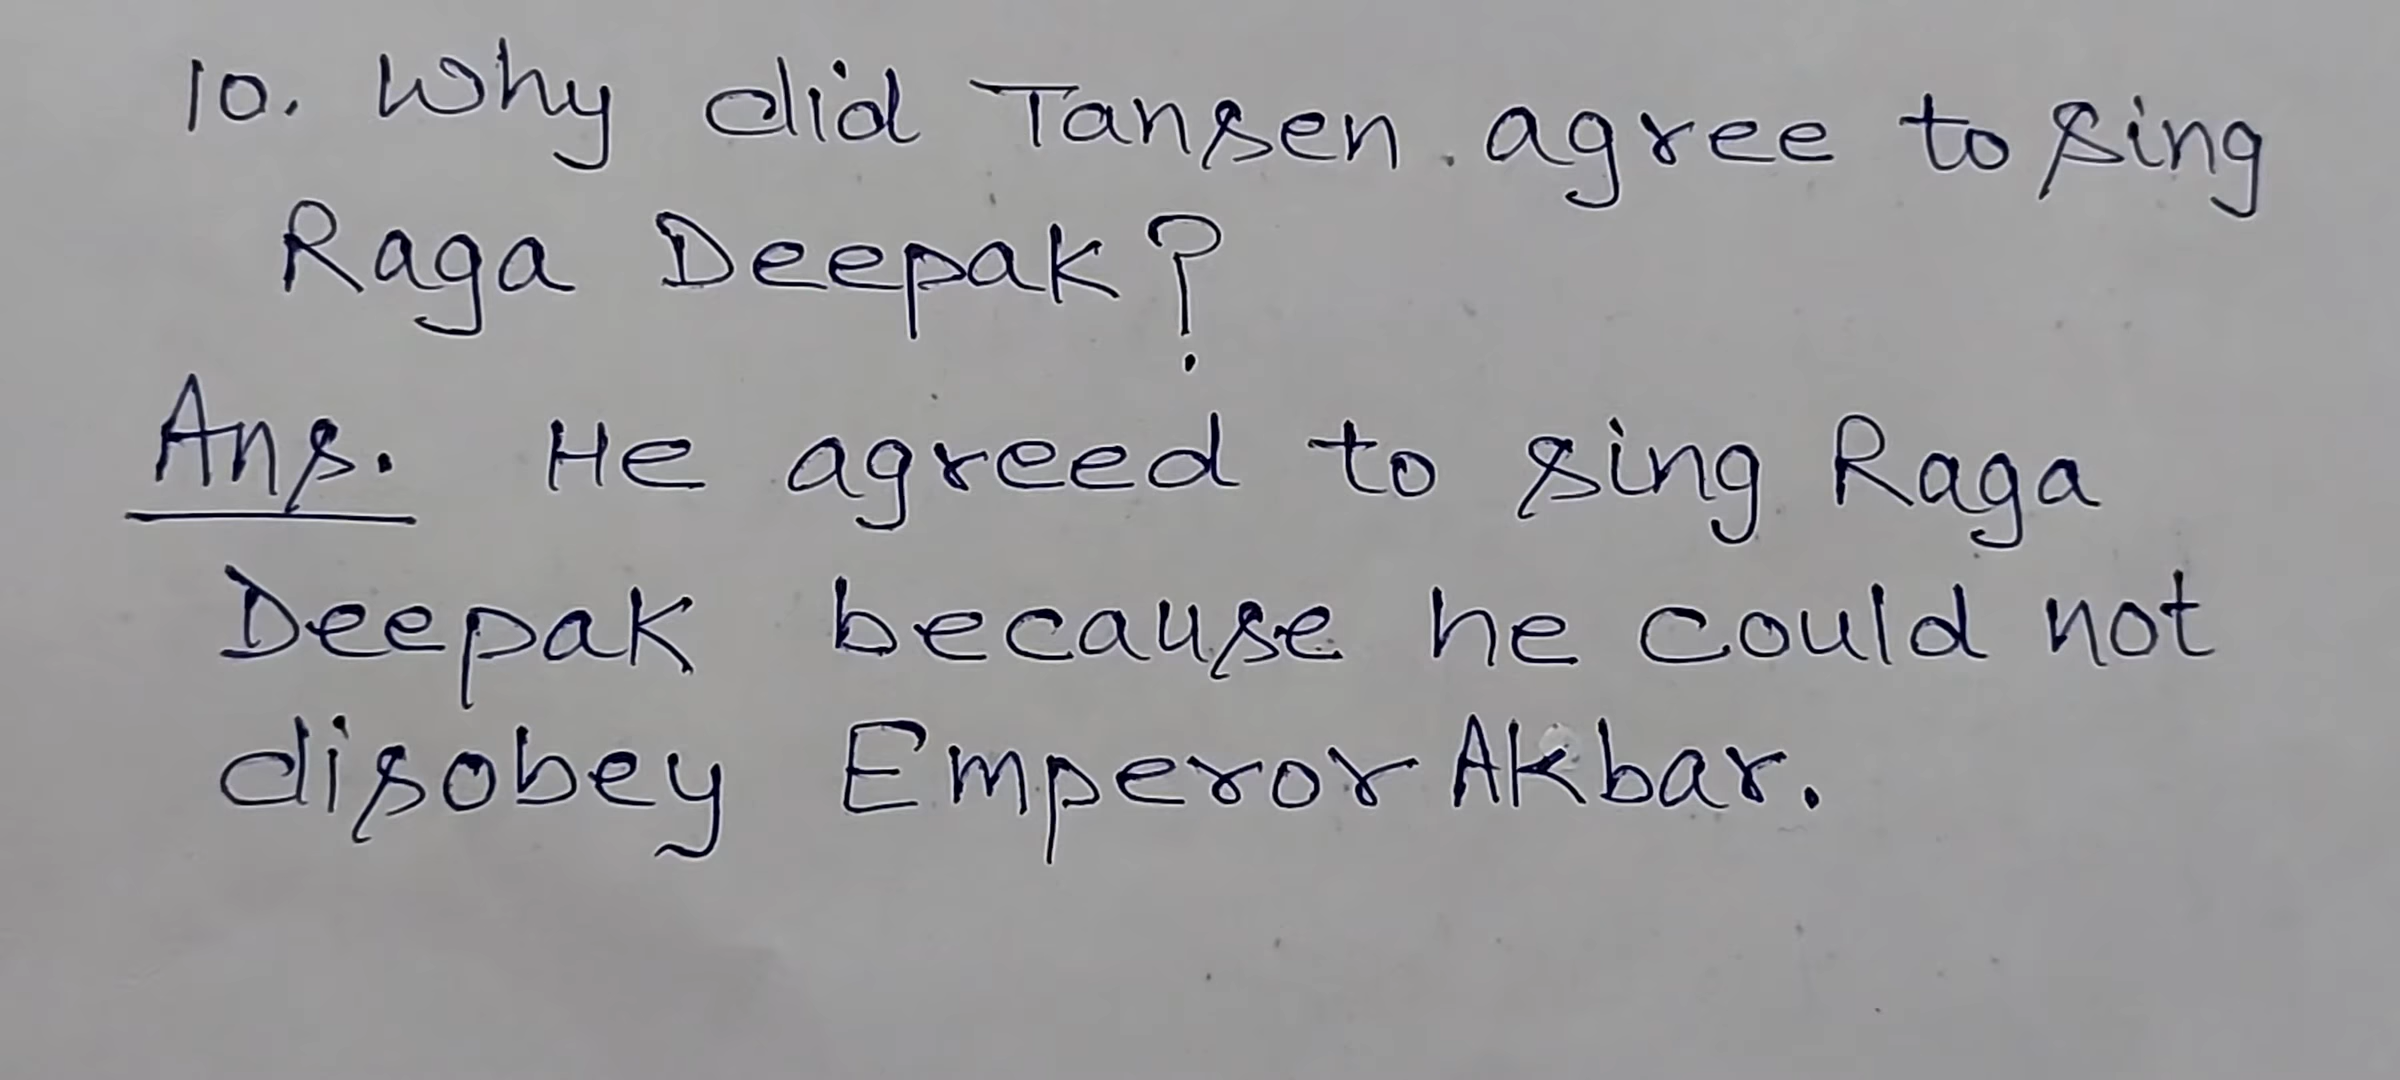 10. Why did Tansen agree to sing
Raga Deepak?
Ans. He agreed to sing Raga
Deepak because he could not
disobey Emperor Akbar.